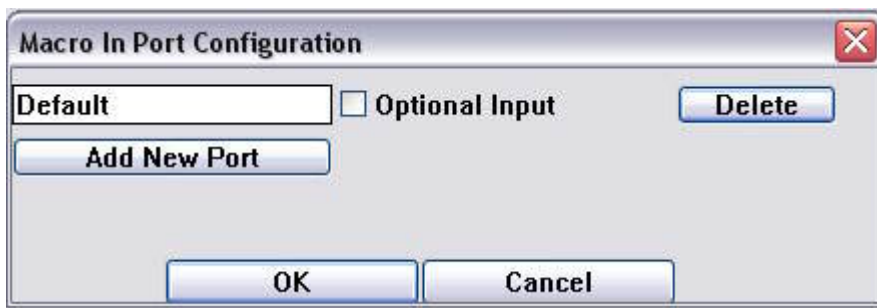 Macro In Port Configuration
Default Optional Input Delete
Add New Port
OK Cancel